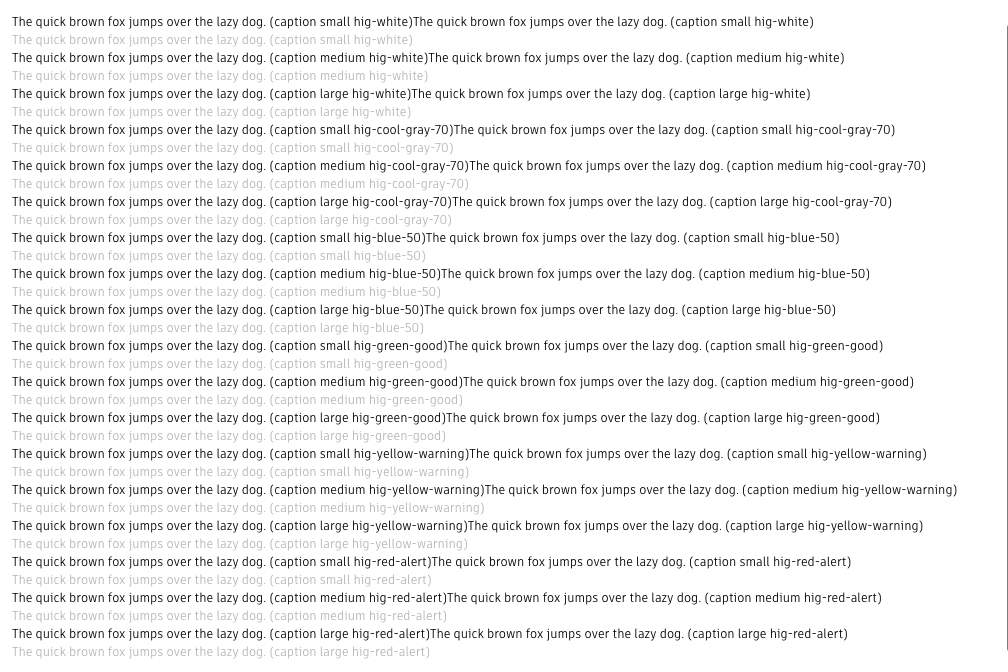 The quick brown fox jumps over the lazy dog. (caption small hig-white)The quick brown fox jumps over the lazy dog. (caption small hig-white)
The quick brown fox jumps over the lazy dog. (caption small hig-white)
The quick brown fox jumps over the lazy dog. (caption medium hig-white)The quick brown fox jumps over the lazy dog. (caption medium hig-white)
The quick brown fox jumps over the lazy dog. (caption medium hig-white)
The quick brown fox jumps over the lazy dog. (caption large hig-white)The quick brown fox jumps over the lazy dog. (caption large hig-white)
The quick brown fox jumps over the lazy dog. (caption large hig-white)
The quick brown fox jumps over the lazy dog. (caption small hig-cool-gray-70)The quick brown fox jumps over the lazy dog. (caption small hig-cool-gray-70)
The quick brown fox jumps over the lazy dog. (caption small hig-cool-gray-70)
The quick brown fox jumps over the lazy dog. (caption medium hig-cool-gray-70)The quick brown fox jumps over the lazy dog. (caption medium hig-cool-gray-70)
The quick brown fox jumps over the lazy dog. (caption medium hig-cool-gray-70)
The quick brown fox jumps over the lazy dog. (caption large hig-cool-gray-70)The quick brown fox jumps over the lazy dog. (caption large hig-cool-gray-70)
The quick brown fox jumps over the lazy dog. (caption large hig-cool-gray-70)
The quick brown fox jumps over the lazy dog. (caption small hig-blue-50)The quick brown fox jumps over the lazy dog. (caption small hig-blue-50)
The quick brown fox jumps over the lazy dog. (caption small hig-blue-50)
The quick brown fox jumps over the lazy dog. (caption medium hig-blue-50)The quick brown fox jumps over the lazy dog. (caption medium hig-blue-50)
The quick brown fox jumps over the lazy dog. (caption medium hig-blue-50)
The quick brown fox jumps over the lazy dog. (caption large hig-blue-50)The quick brown fox jumps over the lazy dog. (caption large hig-blue-50)
The quick brown fox jumps over the lazy dog. (caption large hig-blue-50)
The quick brown fox jumps over the lazy dog. (caption small hig-green-good)The quick brown fox jumps over the lazy dog. (caption small hig-green-good)
The quick brown fox jumps over the lazy dog. (caption small hig-green-good)
The quick brown fox jumps over the lazy dog. (caption medium hig-green-good)The quick brown fox jumps over the lazy dog. (caption medium hig-green-good)
The quick brown fox jumps over the lazy dog. (caption medium hig-green-good)
The quick brown fox jumps over the lazy dog. (caption large hig-green-good)The quick brown fox jumps over the lazy dog. (caption large hig-green-good)
The quick brown fox jumps over the lazy dog. (caption large hig-green-good)
The quick brown fox jumps over the lazy dog. (caption small hig-yellow-warning)The quick brown fox jumps over the lazy dog. (caption small hig-yellow-warning)
The quick brown fox jumps over the lazy dog. (caption small hig-yellow-warning)
The quick brown fox jumps over the lazy dog. (caption medium hig-yellow-warning)The quick brown fox jumps over the lazy dog. (caption medium hig-yellow-warning)
The quick brown fox jumps over the lazy dog. (caption medium hig-yellow-warning)
The quick brown fox jumps over the lazy dog. (caption large hig-yellow-warning)The quick brown fox jumps over the lazy dog. (caption large hig-yellow-warning)
The quick brown fox jumps over the lazy dog. (caption large hig-yellow-warning)
The quick brown fox jumps over the lazy dog. (caption small hig-red-alert)The quick brown fox jumps over the lazy dog. (caption small hig-red-alert)
The quick brown fox jumps over the lazy dog. (caption small hig-red-alert)
The quick brown fox jumps over the lazy dog. (caption medium hig-red-alert)The quick brown fox jumps over the lazy dog. (caption medium hig-red-alert)
The quick brown fox jumps over the lazy dog. (caption medium hig-red-alert)
The quick brown fox jumps over the lazy dog. (caption large hig-red-alert)The quick brown fox jumps over the lazy dog. (caption large hig-red-alert)
The quick brown fox jumps over the lazy dog. (caption large hig-red-alert)